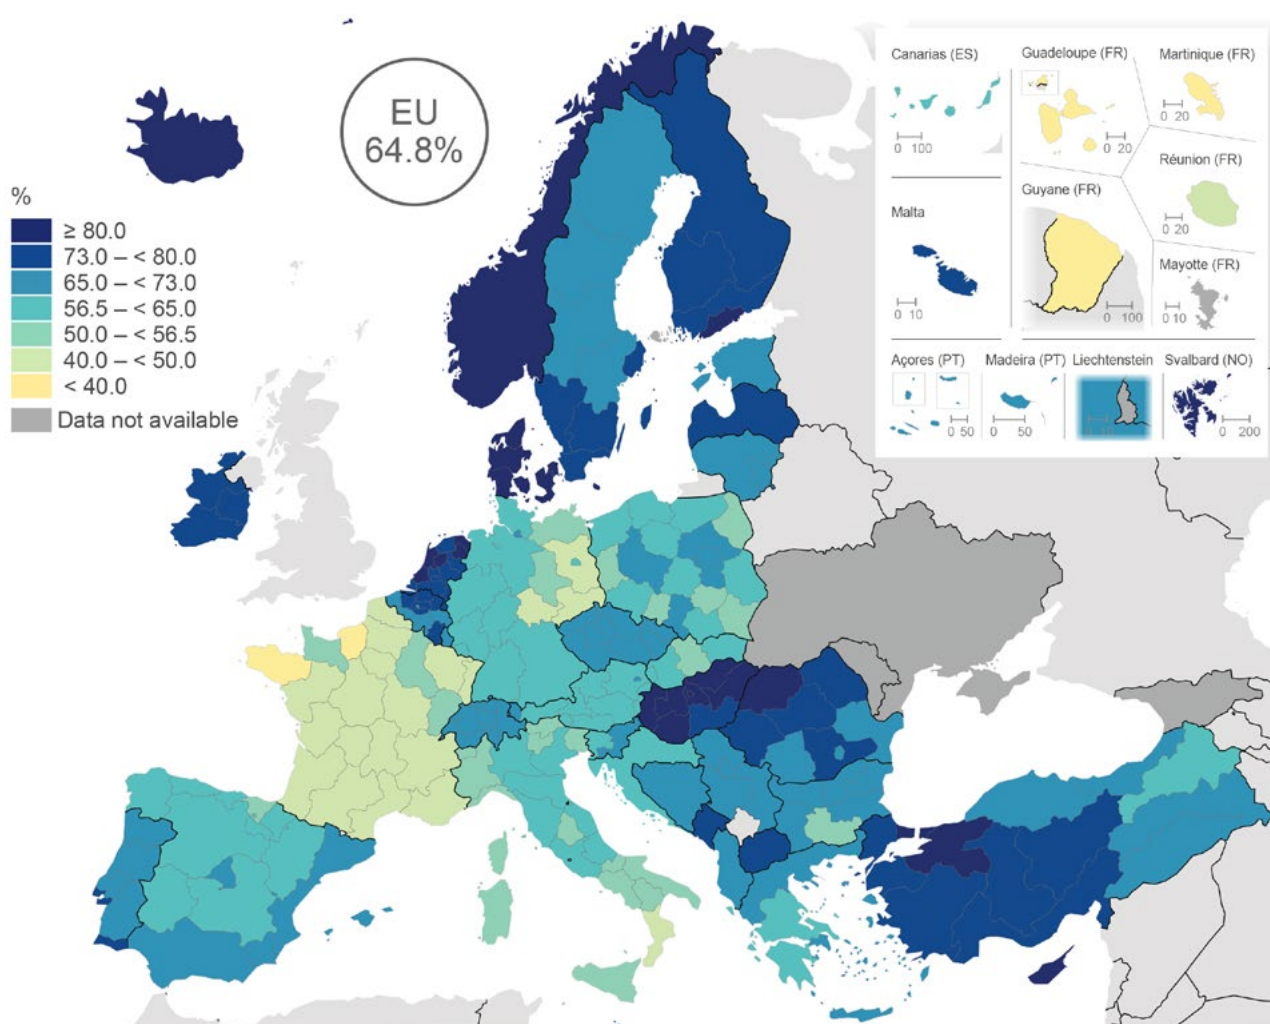 EU
64.8%
%
≥ 80.0
73.0 – < 80.0
65.0 – < 73.0
56.5 – < 65.0
50.0 – < 56.5
40.0 – < 50.0
< 40.0
Data not available
Canarias (ES)
0 100
Guadeloupe (FR)
0 20
Martinique (FR)
0 20
Réunion (FR)
0 20
Guyane (FR)
0 100
Malta
0 10
Mayotte (FR)
0 10
Açores (PT)
0 50
Madeira (PT)
0 50
Liechtenstein
Svalbard (NO)
0 200